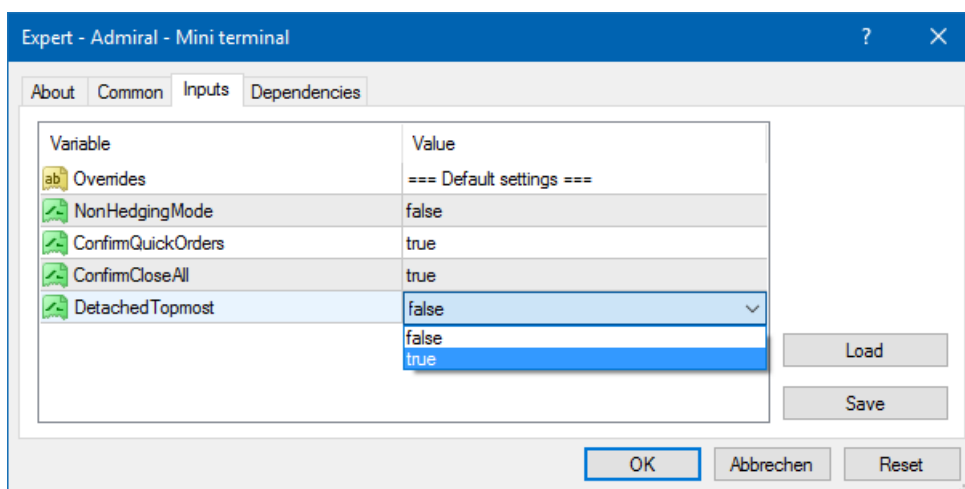 Expert - Admiral - Mini terminal ? ×
About Common Inputs Dependencies
Variable Value
ab Overrides === Default settings ===
NonHedgingMode false
ConfirmQuickOrders true
ConfirmCloseAll true
DetachedTopmost false
false
true
Load
Save
OK Abbrechen Reset